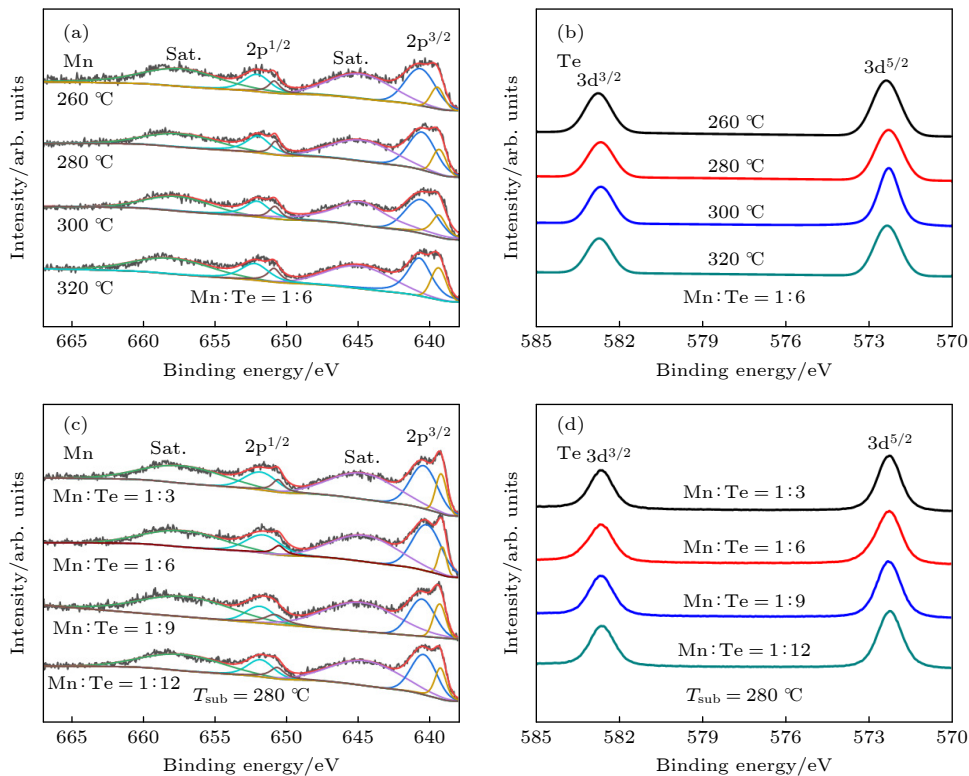 (a)
Mn
Sat.
2p1/2
Sat.
2p3/2
260 ℃
280 ℃
300 ℃
320 ℃
Mn:Te = 1:6
Intensity/arb. units
665 660 655 650 645 640
Binding energy/eV
(b)
Te
3d3/2
3d5/2
260 ℃
280 ℃
300 ℃
320 ℃
Mn:Te = 1:6
Intensity/arb. units
585 582 579 576 573 570
Binding energy/eV
(c)
Mn
Sat.
2p1/2
Sat.
2p3/2
Mn:Te = 1:3
Mn:Te = 1:6
Mn:Te = 1:9
Mn:Te = 1:12
Tsub = 280 ℃
Intensity/arb. units
665 660 655 650 645 640
Binding energy/eV
(d)
Te
3d3/2
3d5/2
Mn:Te = 1:3
Mn:Te = 1:6
Mn:Te = 1:9
Mn:Te = 1:12
Tsub = 280 ℃
Intensity/arb. units
585 582 579 576 573 570
Binding energy/eV